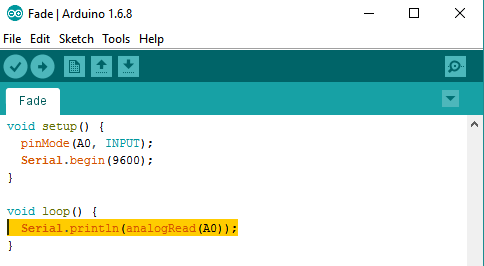 Fade | Arduino 1.6.8
File Edit Sketch Tools Help
Fade
void setup() {
  pinMode(A0, INPUT);
  Serial.begin(9600);
}

void loop() {
  Serial.println(analogRead(A0));
}